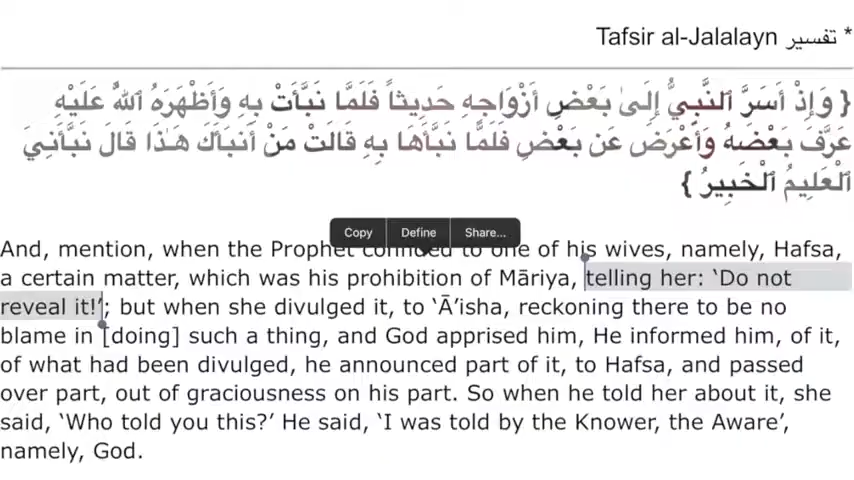 * تفسير Tafsir al-Jalalayn
{ وَإِذْ أَسَرَّ ٱلنَّبِيُّ إِلَىٰ بَعْضِ أَزْوَاجِهِ حَدِيثاً فَلَمَّا نَبَّأَتْ بِهِ وَأَظْهَرَهُ ٱللَّهُ عَلَيْهِ
عَرَّفَ بَعْضَهُ وَأَعْرَضَ عَن بَعْضٍ فَلَمَّا نَبَّأَهَا بِهِ قَالَتْ مَنْ أَنبَأَكَ هَـٰذَا قَالَ نَبَّأَنِيَ
ٱلْعَلِيمُ ٱلْخَبِيرُ }
Copy Define Share...
And, mention, when the Prophet confided to one of his wives, namely, Hafsa,
a certain matter, which was his prohibition of Māriya, telling her: ‘Do not
reveal it!’; but when she divulged it, to ‘Ā’isha, reckoning there to be no
blame in [doing] such a thing, and God apprised him, He informed him, of it,
of what had been divulged, he announced part of it, to Hafsa, and passed
over part, out of graciousness on his part. So when he told her about it, she
said, ‘Who told you this?’ He said, ‘I was told by the Knower, the Aware’,
namely, God.